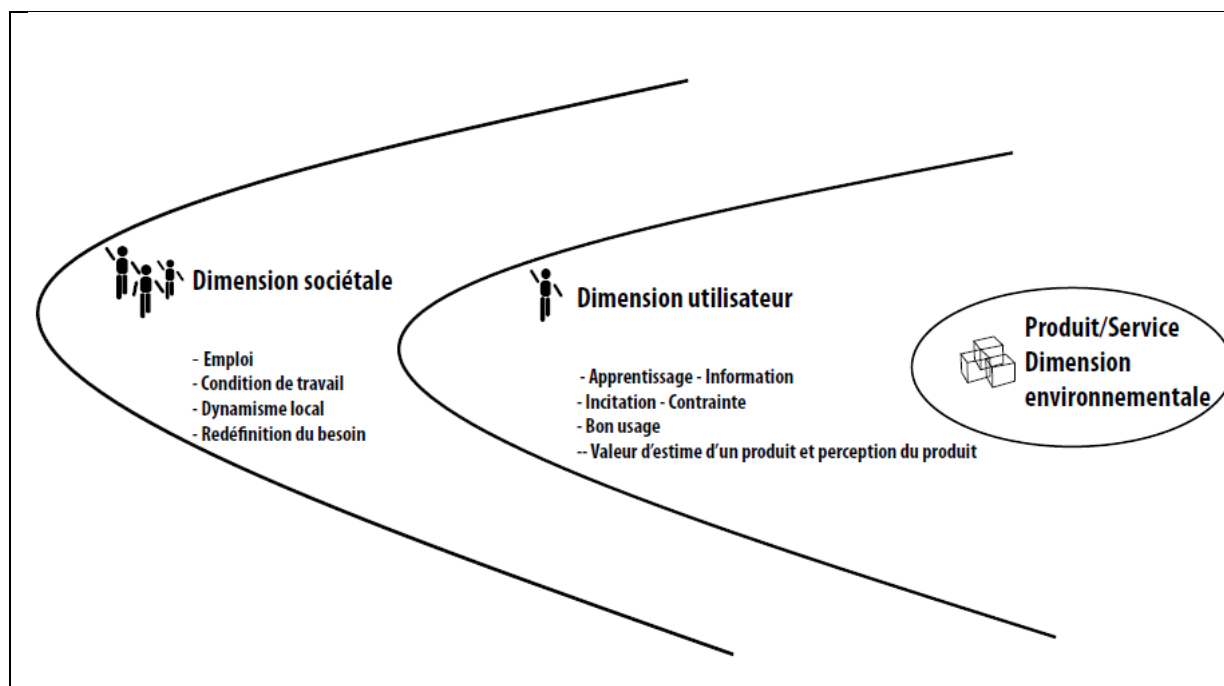 Dimension sociétale
- Emploi
- Condition de travail
- Dynamisme local
- Redéfinition du besoin
Dimension utilisateur
- Apprentissage - Information
- Incitation - Contrainte
- Bon usage
-- Valeur d'estime d'un produit et perception du produit
Produit/Service
Dimension
environnementale